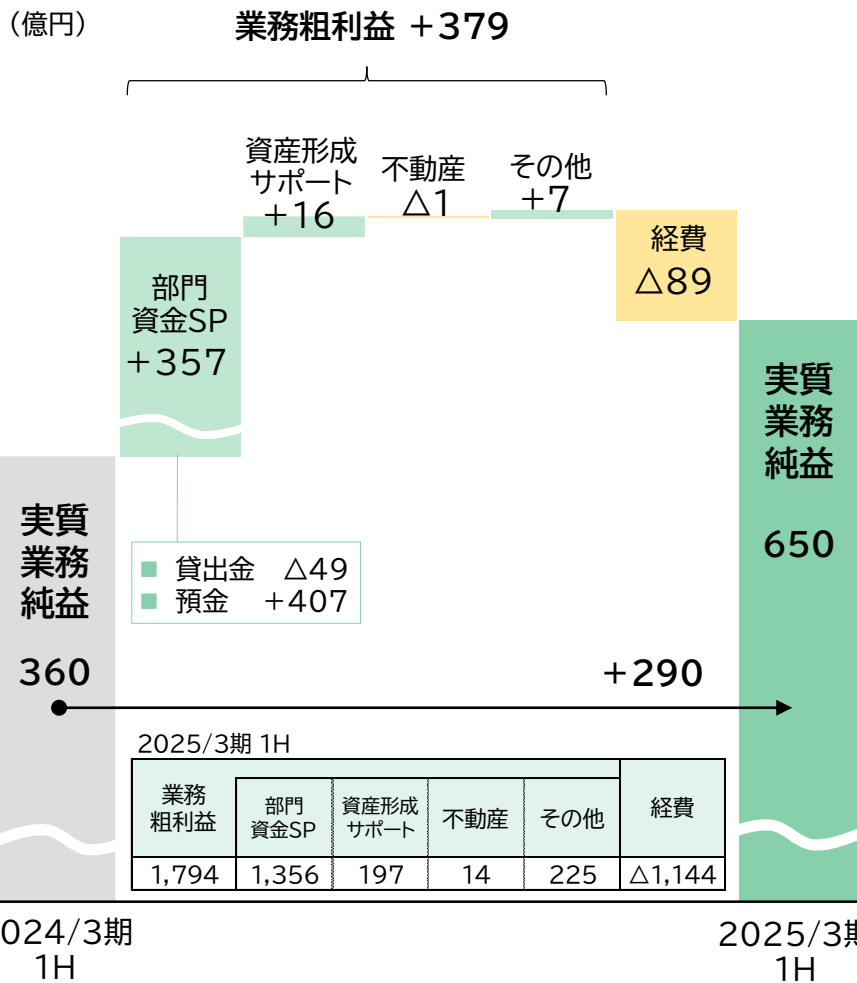 （億円）
業務粗利益 +379
資産形成
サポート
+16
不動産
△1
その他
+7
経費
△89
部門
資金SP
+357
実質
業務
純益
650
実質
業務
純益
360
■ 貸出金 △49
■ 預金 +407
+290
2025/3期 1H
業務
粗利益
部門
資金SP
資産形成
サポート
不動産
その他
経費
1,794 1,356 197 14 225 △1,144
024/3期
1H
2025/3期
1H